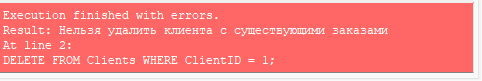 Execution finished with errors.
Result: Нельзя удалить клиента с существующими заказами
At line 2:
DELETE FROM Clients WHERE ClientID = 1;